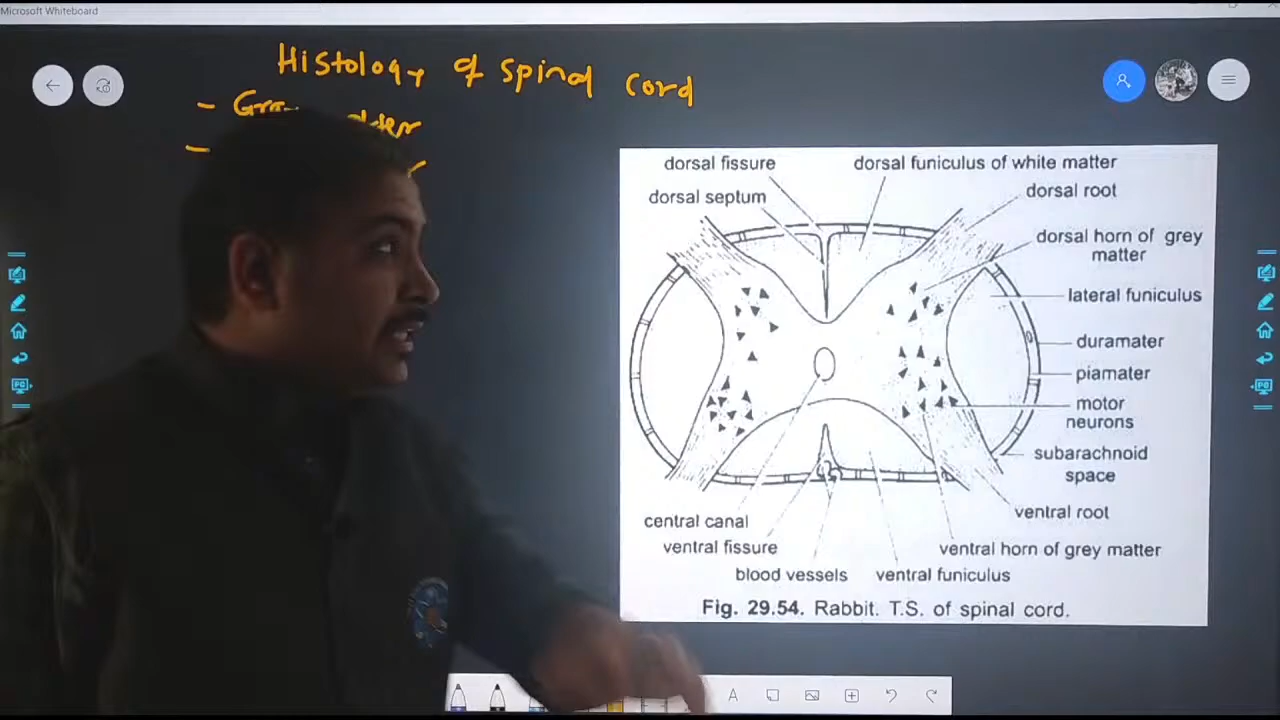 Microsoft Whiteboard
Histology of spinal cord
dorsal fissure
dorsal funiculus of white matter
dorsal septum
dorsal root
dorsal horn of grey
matter
lateral funiculus
duramater
piamater
motor
neurons
subarachnoid
space
central canal
ventral root
ventral fissure
ventral horn of grey matter
blood vessels
ventral funiculus
Fig. 29.54. Rabbit. T.S. of spinal cord.